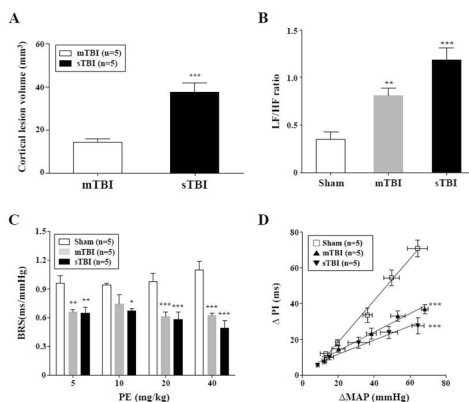 A
Cortical lesion volume (mm³)
60
40
20
0
mTBI (n=5)
sTBI (n=5)
***
mTBI
sTBI
B
LF/HF ratio
1.5
1.0
0.5
0.0
**
***
Sham
mTBI
sTBI
C
BRS(ms/mmHg)
1.5
1.2
0.9
0.6
0.3
0.0
Sham (n=5)
mTBI (n=5)
sTBI (n=5)
** **
*
*** ***
*** ***
5 10 20 40
PE (mg/kg)
D
Δ PI (ms)
80
60
40
20
0
Sham (n=5)
mTBI (n=5)
sTBI (n=5)
***
***
0 20 40 60 80
ΔMAP (mmHg)